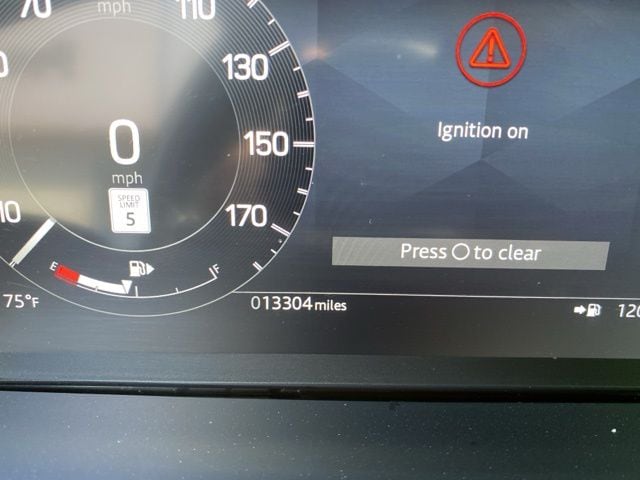 70
mph
110
130
Ignition on
0
mph
150
SPEED
LIMIT
5
10
170
Press O to clear
E
F
75°F
013304 miles